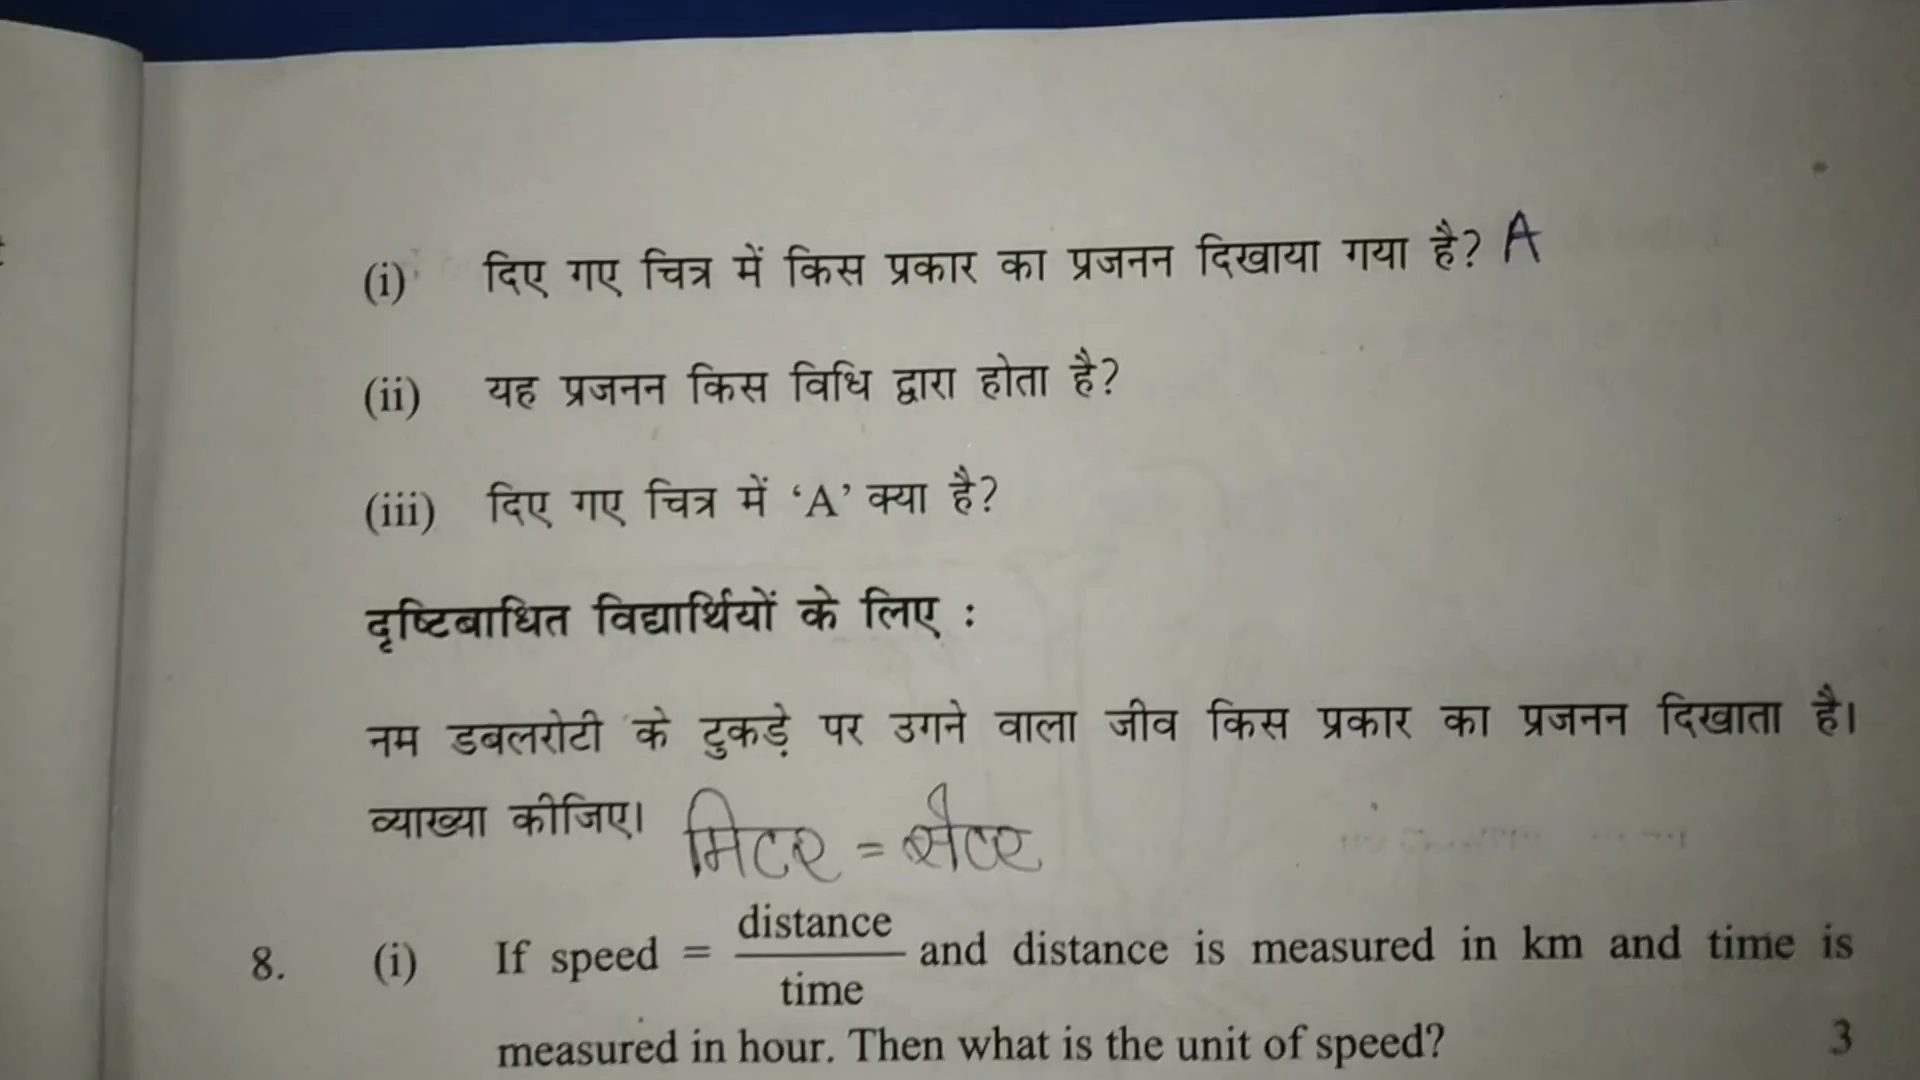 (i) दिए गए चित्र में किस प्रकार का प्रजनन दिखाया गया है? A
(ii) यह प्रजनन किस विधि द्वारा होता है?
(iii) दिए गए चित्र में ‘A’ क्या है?
दृष्टिबाधित विद्यार्थियों के लिए :
नम डबलरोटी के टुकड़े पर उगने वाला जीव किस प्रकार का प्रजनन दिखाता है।
व्याख्या कीजिए। मिटर =
8. (i) If speed = distance / time and distance is measured in km and time is
measured in hour. Then what is the unit of speed? 3